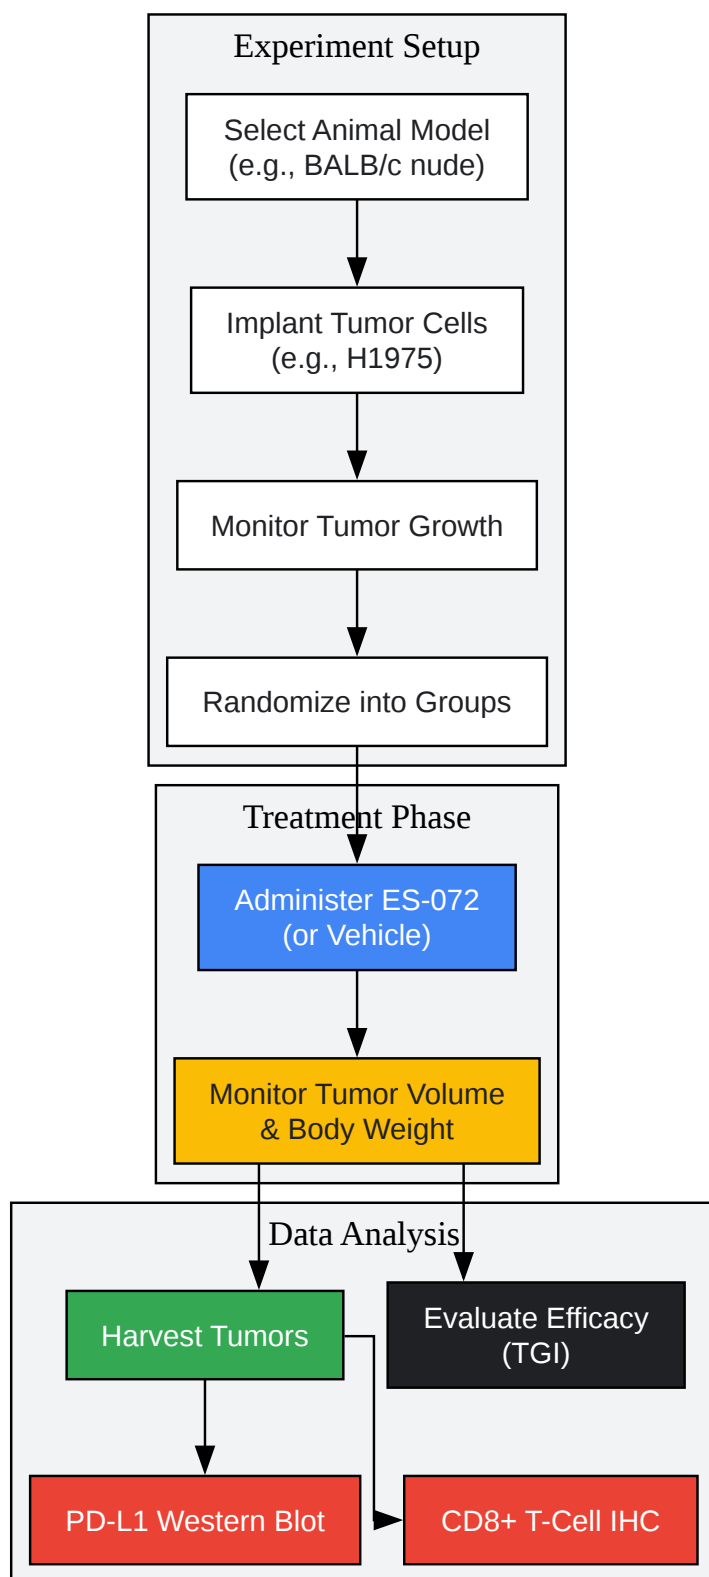 Experiment Setup
Select Animal Model
(e.g., BALB/c nude)
Implant Tumor Cells
(e.g., H1975)
Monitor Tumor Growth
Randomize into Groups
Treatment Phase
Administer ES-072
(or Vehicle)
Monitor Tumor Volume
& Body Weight
Data Analysis
Harvest Tumors
Evaluate Efficacy
(TGI)
PD-L1 Western Blot
CD8+ T-Cell IHC